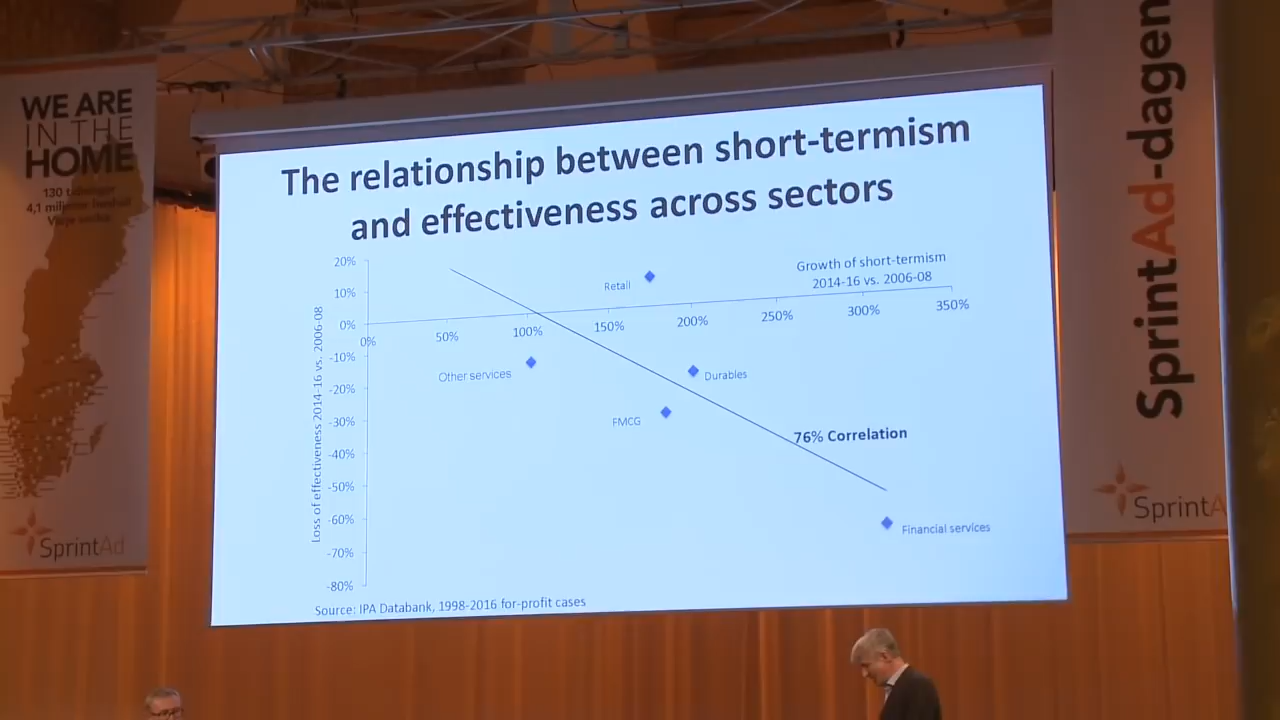 WE ARE
IN THE
HOME
130
4,1
SprintAd
The relationship between short-termism
and effectiveness across sectors
Growth of short-termism
2014-16 vs. 2006-08
20%
10%
0%
-10%
-20%
-30%
-40%
-50%
-60%
-70%
-80%
Loss of effectiveness 2014-16 vs. 2006-08
0%
50%
100%
150%
200%
250%
300%
350%
Retail
Other services
Durables
FMCG
76% Correlation
Financial services
Source: IPA Databank, 1998-2016 for-profit cases
SprintAd-dagen
SprintA